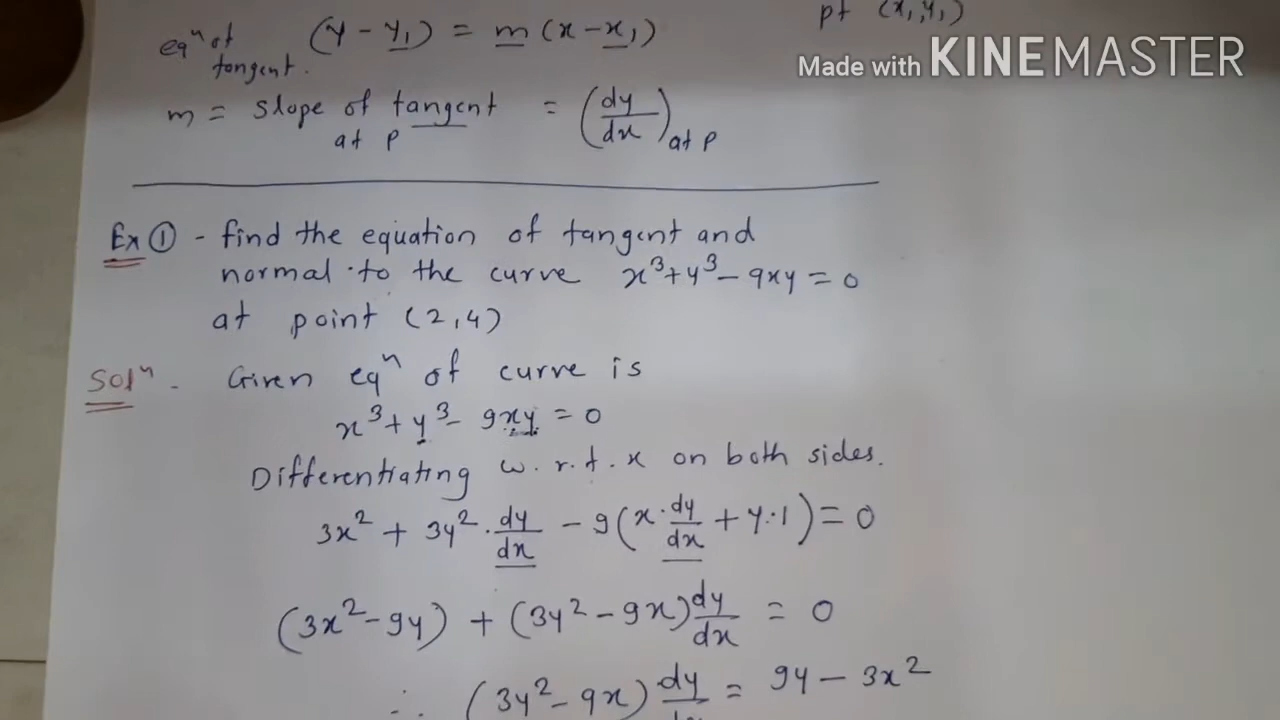 eqⁿ of tangent. (y - y₁) = m (x - x₁)
pt (x₁, y₁)
Made with KINEMASTER
m = slope of tangent at P = (dy/dx) at P
Ex ① - find the equation of tangent and
normal to the curve x³ + y³ - 9xy = 0
at point (2,4)
Solⁿ - Given eqⁿ of curve is
x³ + y³ - 9xy = 0
Differentiating w.r.t. x on both sides.
3x² + 3y² · dy/dx - 9(x · dy/dx + y·1) = 0
(3x² - 9y) + (3y² - 9x) dy/dx = 0
∴ (3y² - 9x) dy/dx = 9y - 3x²